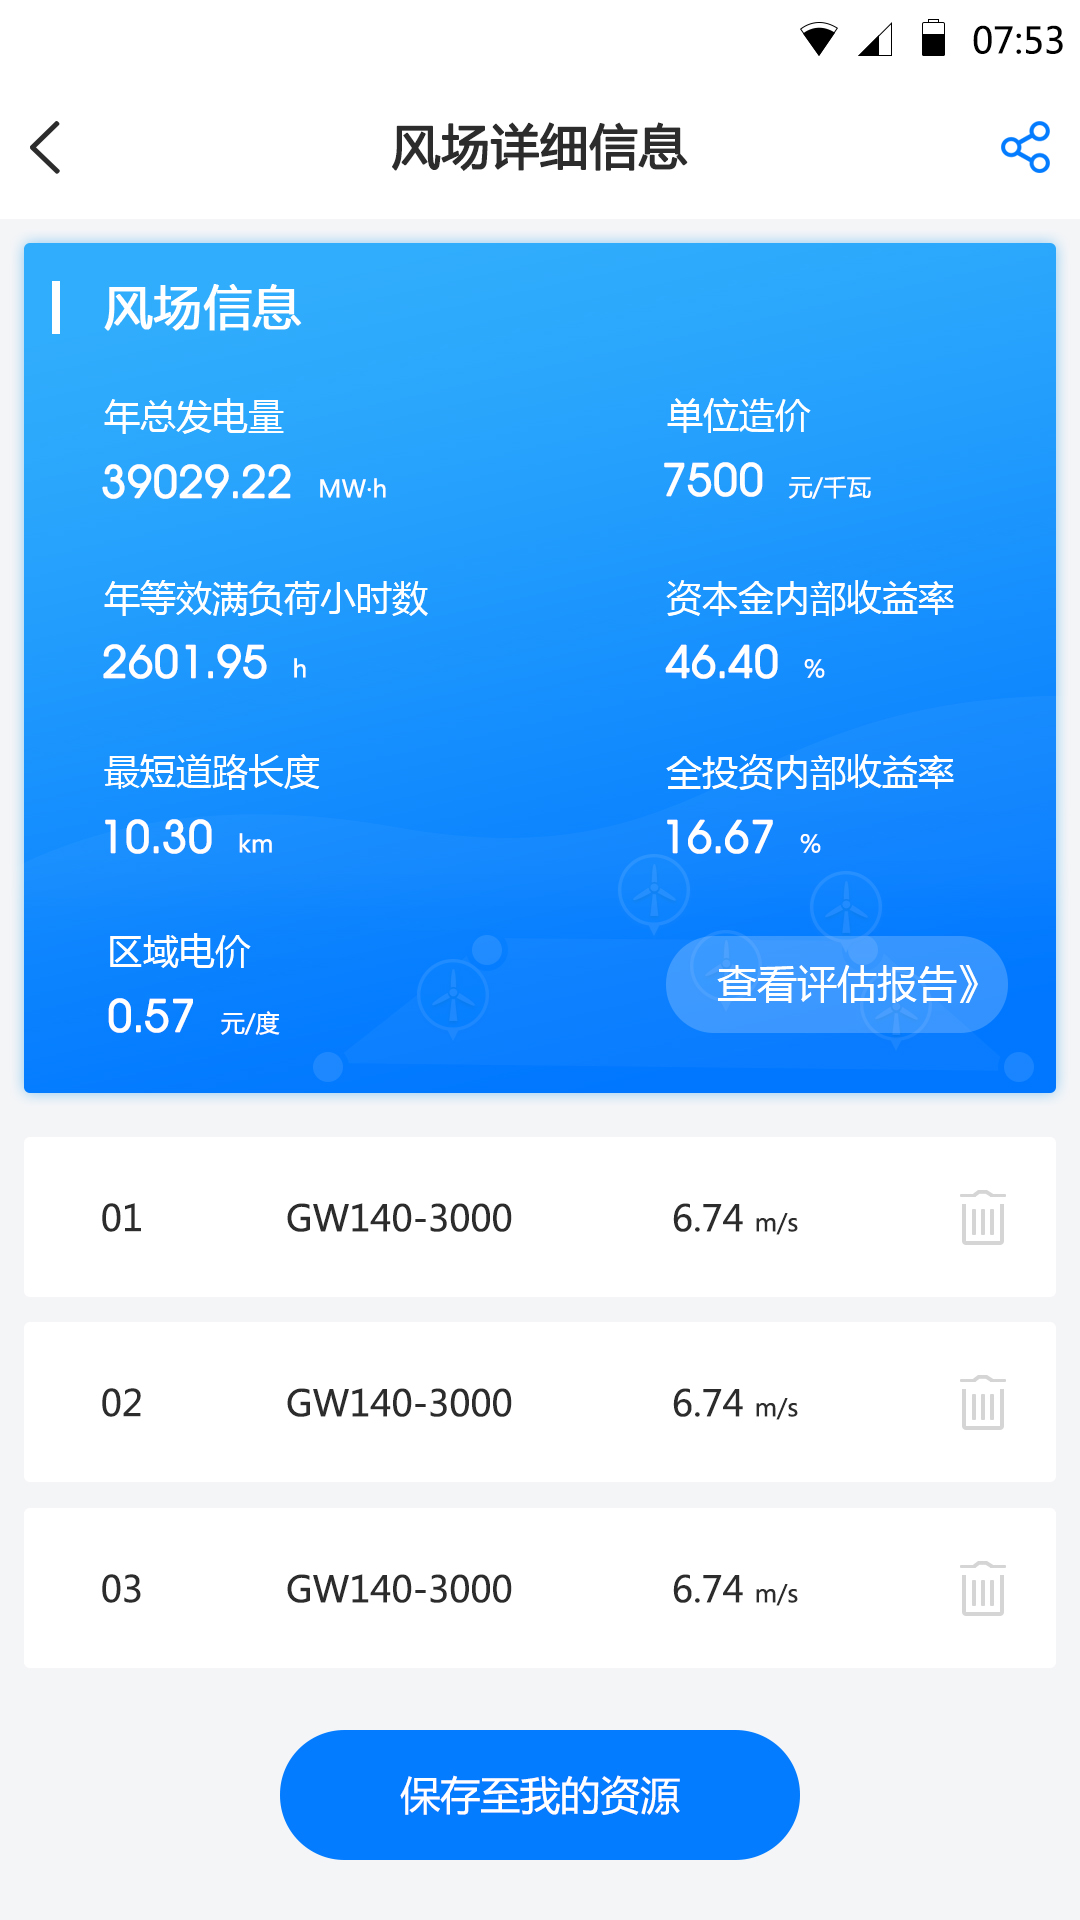 07:53
风场详细信息
风场信息
年总发电量 单位造价
39029.22 MW·h 7500 元/千瓦
年等效满负荷小时数 资本金内部收益率
2601.95 h 46.40 %
最短道路长度 全投资内部收益率
10.30 km 16.67 %
区域电价
0.57 元/度
查看评估报告》
01 GW140-3000 6.74 m/s
02 GW140-3000 6.74 m/s
03 GW140-3000 6.74 m/s
保存至我的资源